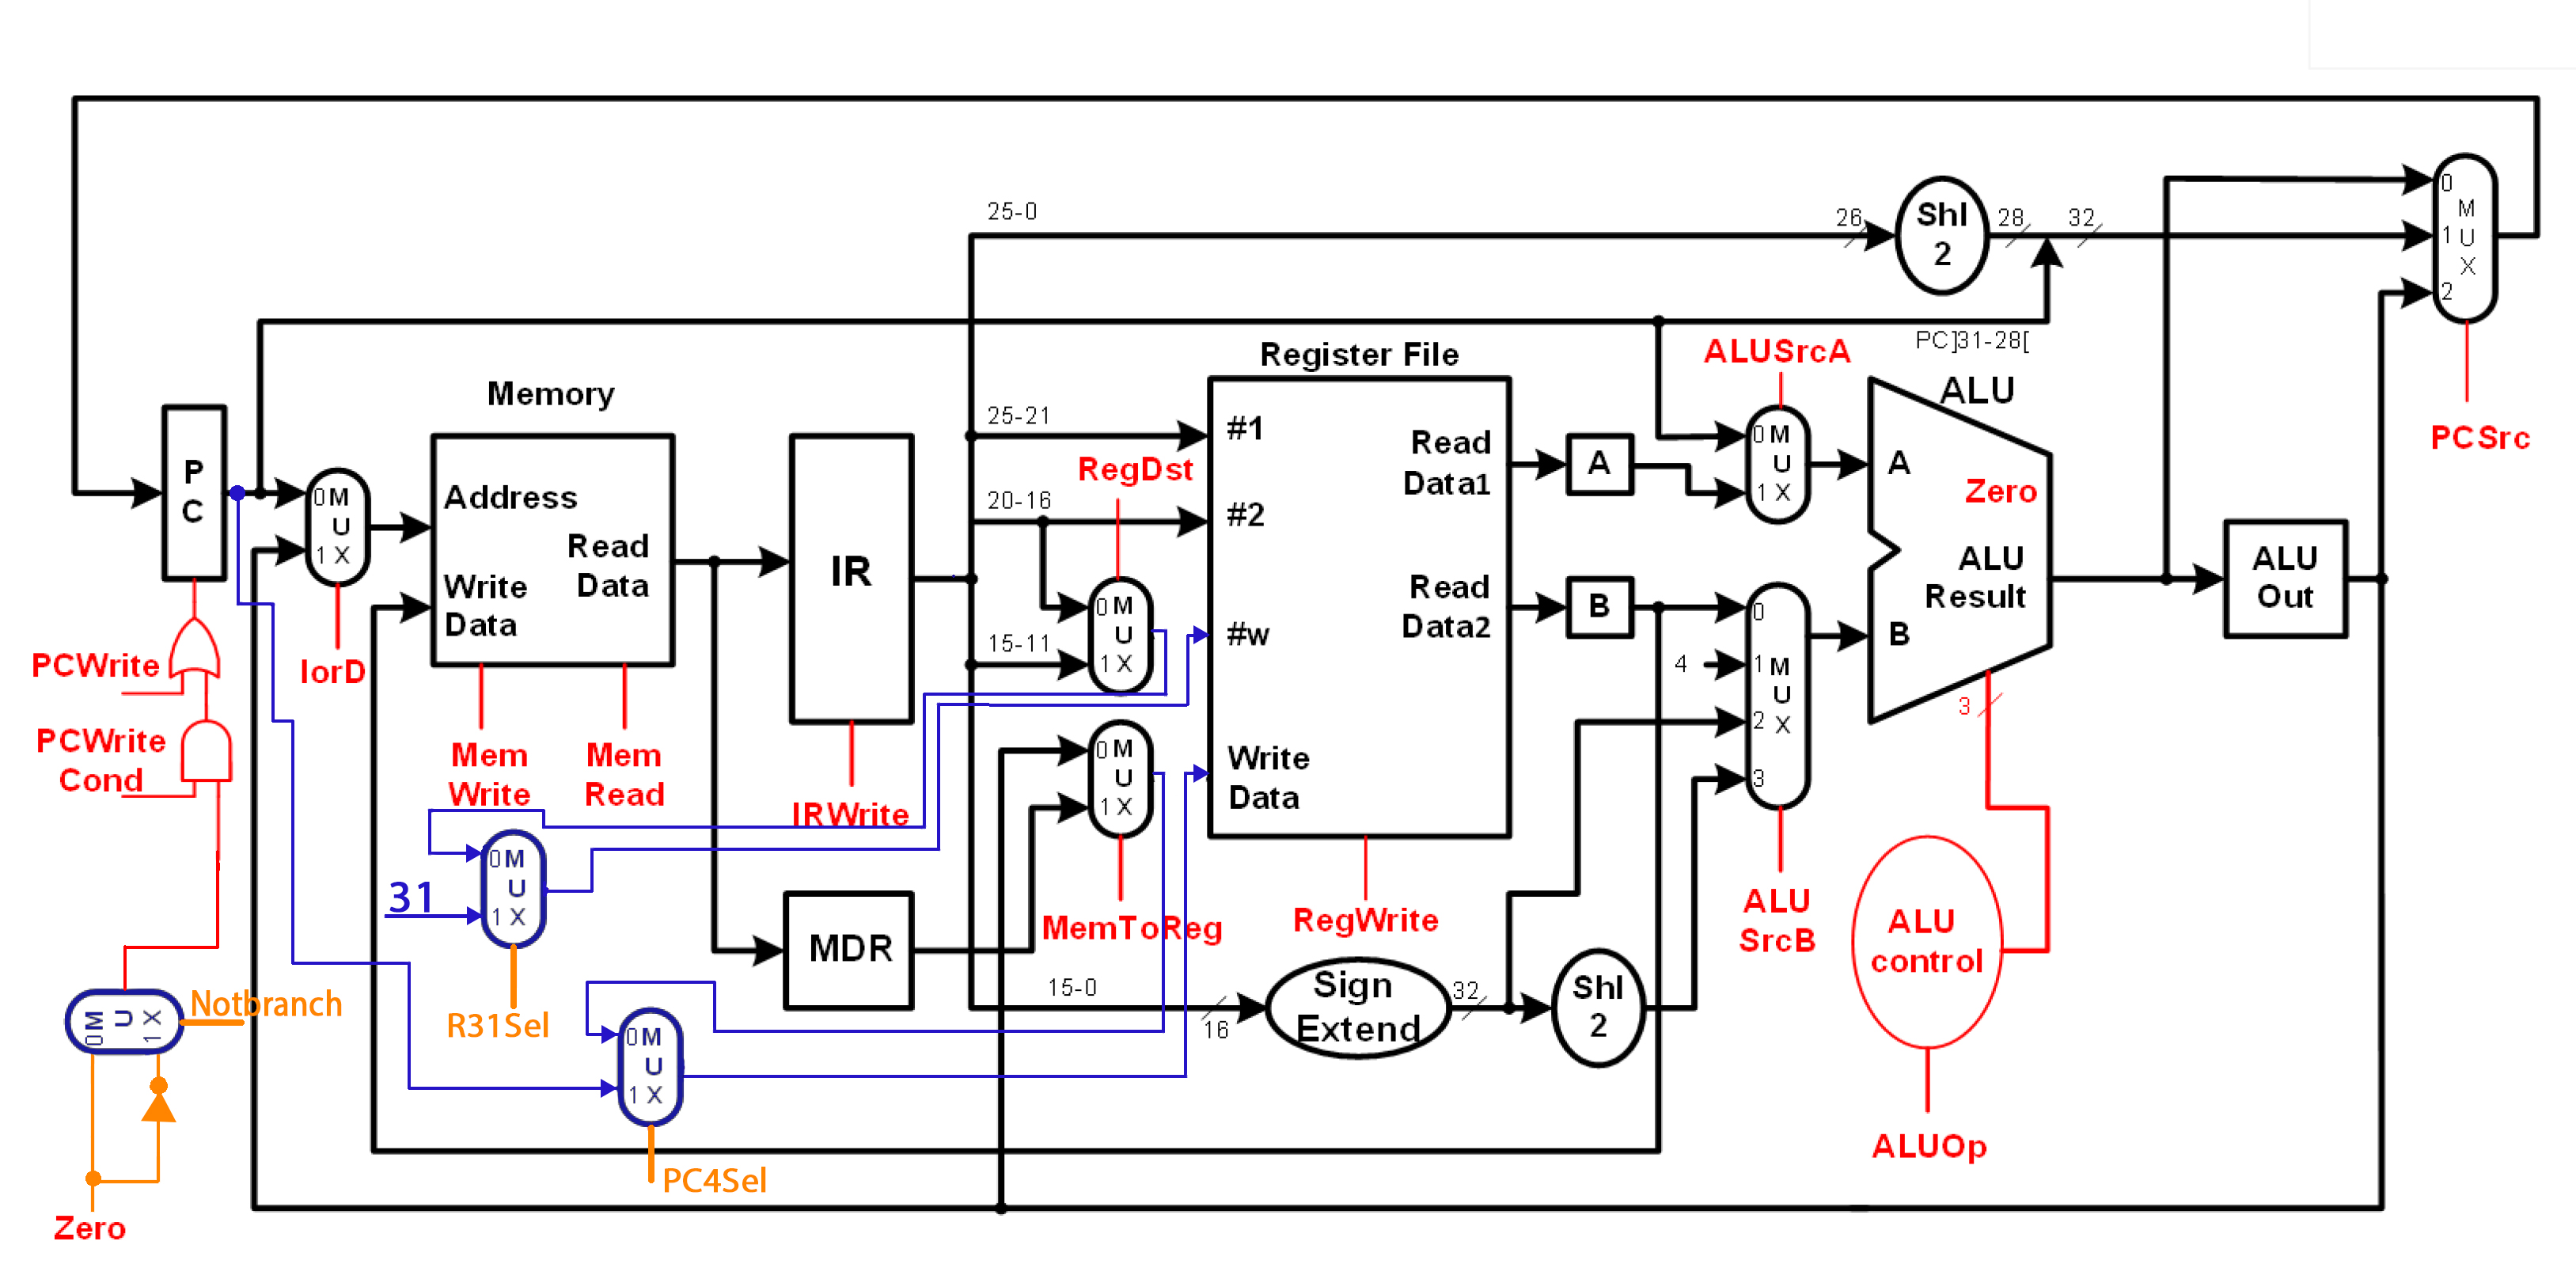 25-0
26
Shl
2
28
32
0
M
1 U
X
2
PC]31-28[
PCSrc
Register File
ALUSrcA
ALU
Memory
P
C
0 M
U
1 X
IorD
Address
Read
Data
Write
Data
Mem
Write
Mem
Read
IR
IRWrite
25-21
20-16
15-11
RegDst
0 M
U
1 X
#1
#2
#w
Write
Data
Read
Data1
Read
Data2
RegWrite
A
B
0 M
U
1 X
0
4
1 M
U
2 X
3
ALU
SrcB
A
B
Zero
ALU
Result
3
ALU
control
ALUOp
ALU
Out
PCWrite
PCWrite
Cond
0 M
U
1 X
MemToReg
31
0 M
U
1 X
R31Sel
MDR
15-0
16
Sign
Extend
32
Shl
2
Notbranch
0 M
U
1 X
0 M
U
1 X
PC4Sel
Zero